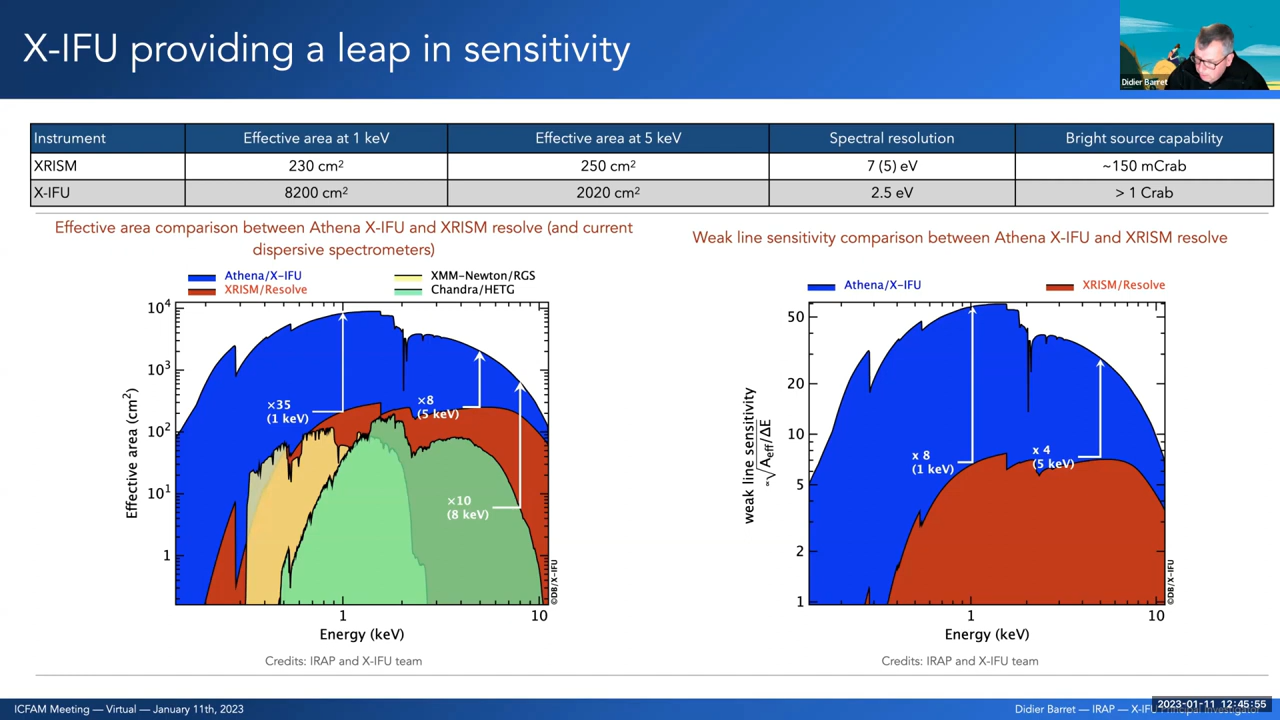 X-IFU providing a leap in sensitivity
Didier Barret
Instrument Effective area at 1 keV Effective area at 5 keV Spectral resolution Bright source capability
XRISM 230 cm² 250 cm² 7 (5) eV ~150 mCrab
X-IFU 8200 cm² 2020 cm² 2.5 eV > 1 Crab
Effective area comparison between Athena X-IFU and XRISM resolve (and current
dispersive spectrometers)
Athena/X-IFU XMM-Newton/RGS
XRISM/Resolve Chandra/HETG
10⁴
10³
10²
10¹
1
Effective area (cm²)
×35
(1 keV)
×8
(5 keV)
×10
(8 keV)
©DB/X-IFU
1 10
Energy (keV)
Credits: IRAP and X-IFU team
Weak line sensitivity comparison between Athena X-IFU and XRISM resolve
Athena/X-IFU XRISM/Resolve
50
20
10
5
2
1
weak line sensitivity
∝√A_eff/ΔE
x 8
(1 keV)
x 4
(5 keV)
©DB/X-IFU
1 10
Energy (keV)
Credits: IRAP and X-IFU team
ICFAM Meeting — Virtual — January 11th, 2023
Didier Barret — IRAP — X-IFU
2023-01-11 12:45:55